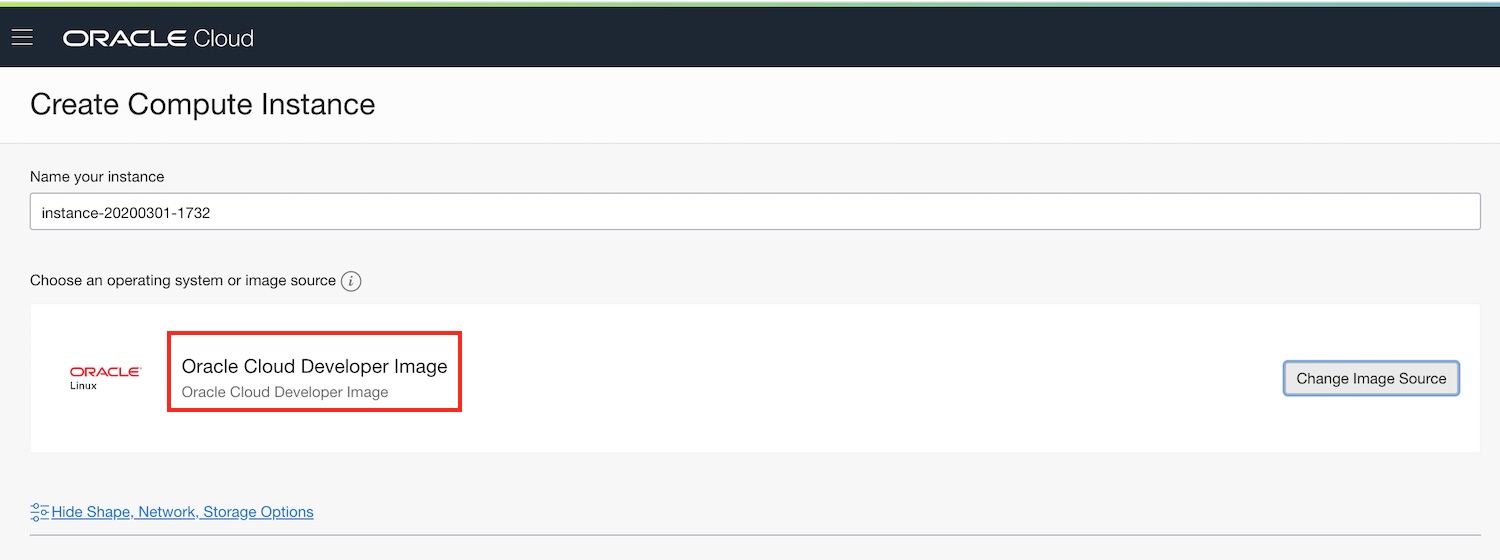 ORACLE Cloud
Create Compute Instance
Name your instance
instance-20200301-1732
Choose an operating system or image source i
ORACLE
Linux
Oracle Cloud Developer Image
Oracle Cloud Developer Image
Change Image Source
Hide Shape, Network, Storage Options